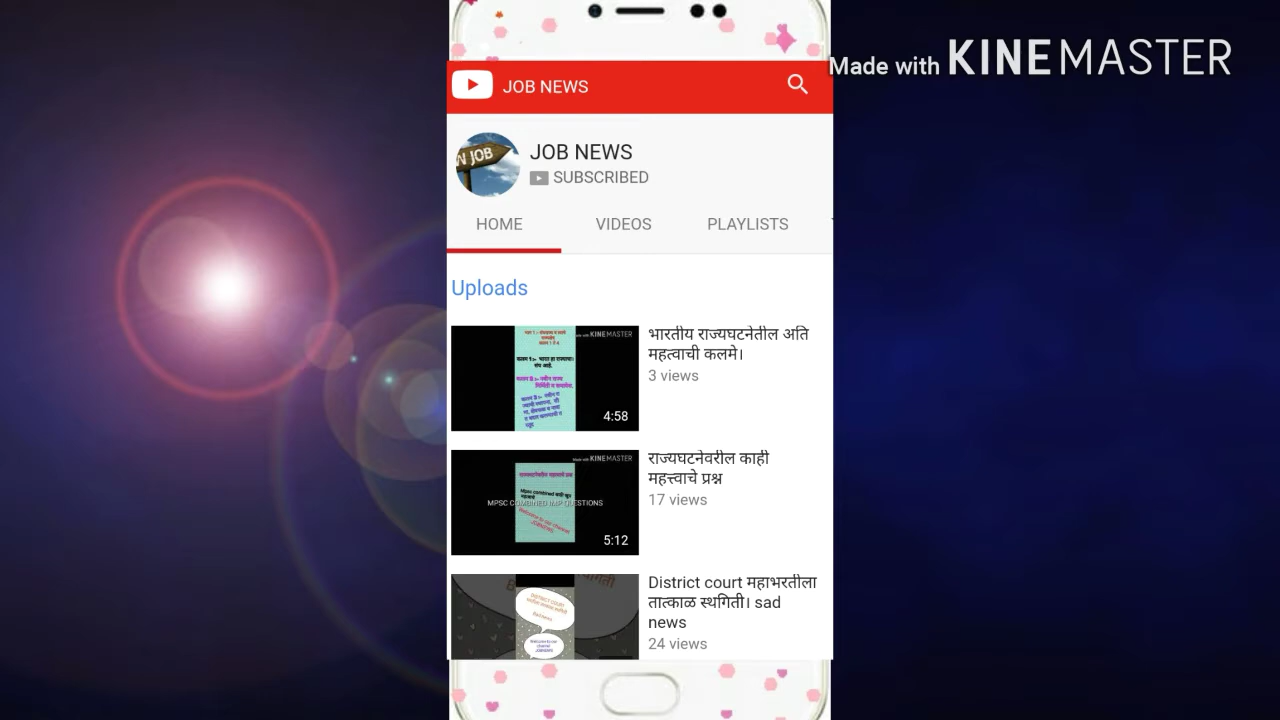 Made with KINEMASTER
JOB NEWS
W JOB
JOB NEWS
SUBSCRIBED
HOME
VIDEOS
PLAYLISTS
Uploads
भारतीय राज्यघटनेतील अति
महत्वाची कलमे।
3 views
4:58
राज्यघटनेवरील काही
महत्त्वाचे प्रश्न
17 views
MPSC COMBINED IMP QUESTIONS
5:12
District court महाभरतीला
तात्काळ स्थगिती। sad
news
24 views